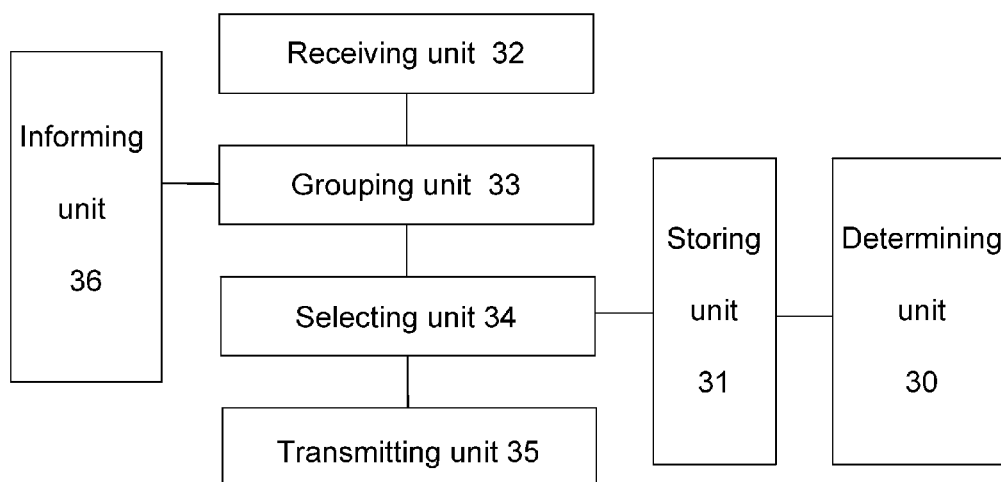 Receiving unit 32
Informing
unit
36
Grouping unit 33
Selecting unit 34
Transmitting unit 35
Storing
unit
31
Determining
unit
30